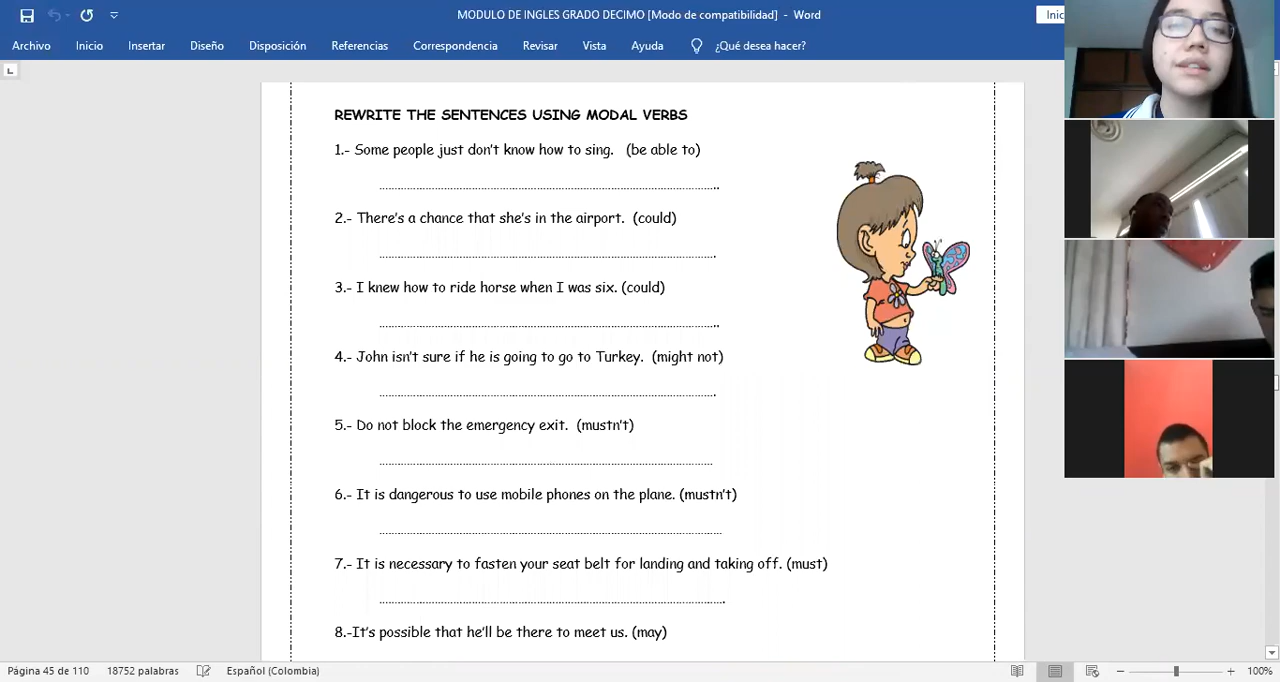 MODULO DE INGLES GRADO DECIMO [Modo de compatibilidad] - Word
Archivo Inicio Insertar Diseño Disposición Referencias Correspondencia Revisar Vista Ayuda ¿Qué desea hacer?
REWRITE THE SENTENCES USING MODAL VERBS
1.- Some people just don't know how to sing. (be able to)
2.- There's a chance that she's in the airport. (could)
3.- I knew how to ride horse when I was six. (could)
4.- John isn't sure if he is going to go to Turkey. (might not)
5.- Do not block the emergency exit. (mustn't)
6.- It is dangerous to use mobile phones on the plane. (mustn't)
7.- It is necessary to fasten your seat belt for landing and taking off. (must)
8.-It's possible that he'll be there to meet us. (may)
Página 45 de 110 18752 palabras Español (Colombia) 100%